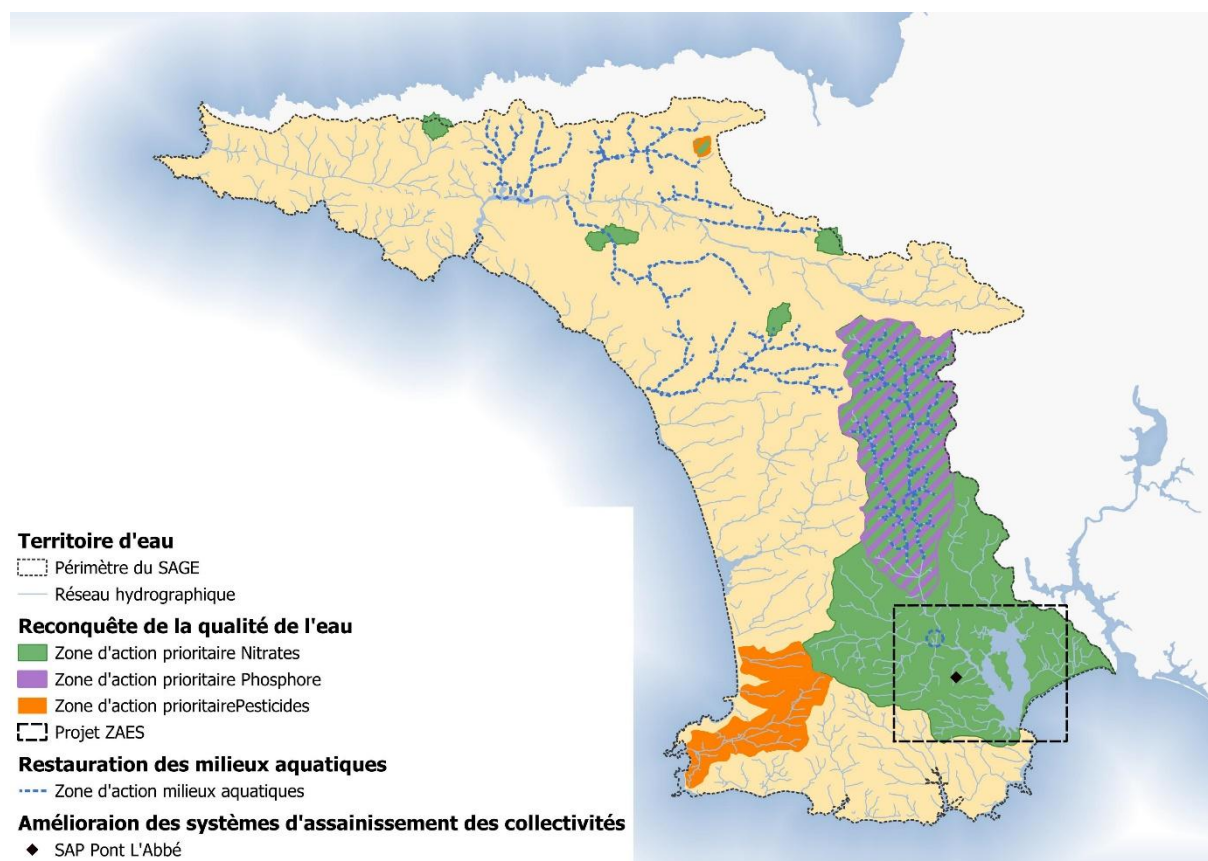 Territoire d'eau
Périmètre du SAGE
Réseau hydrographique
Reconquête de la qualité de l'eau
Zone d'action prioritaire Nitrates
Zone d'action prioritaire Phosphore
Zone d'action prioritairePesticides
Projet ZAES
Restauration des milieux aquatiques
Zone d'action milieux aquatiques
Amélioraion des systèmes d'assainissement des collectivités
SAP Pont L'Abbé